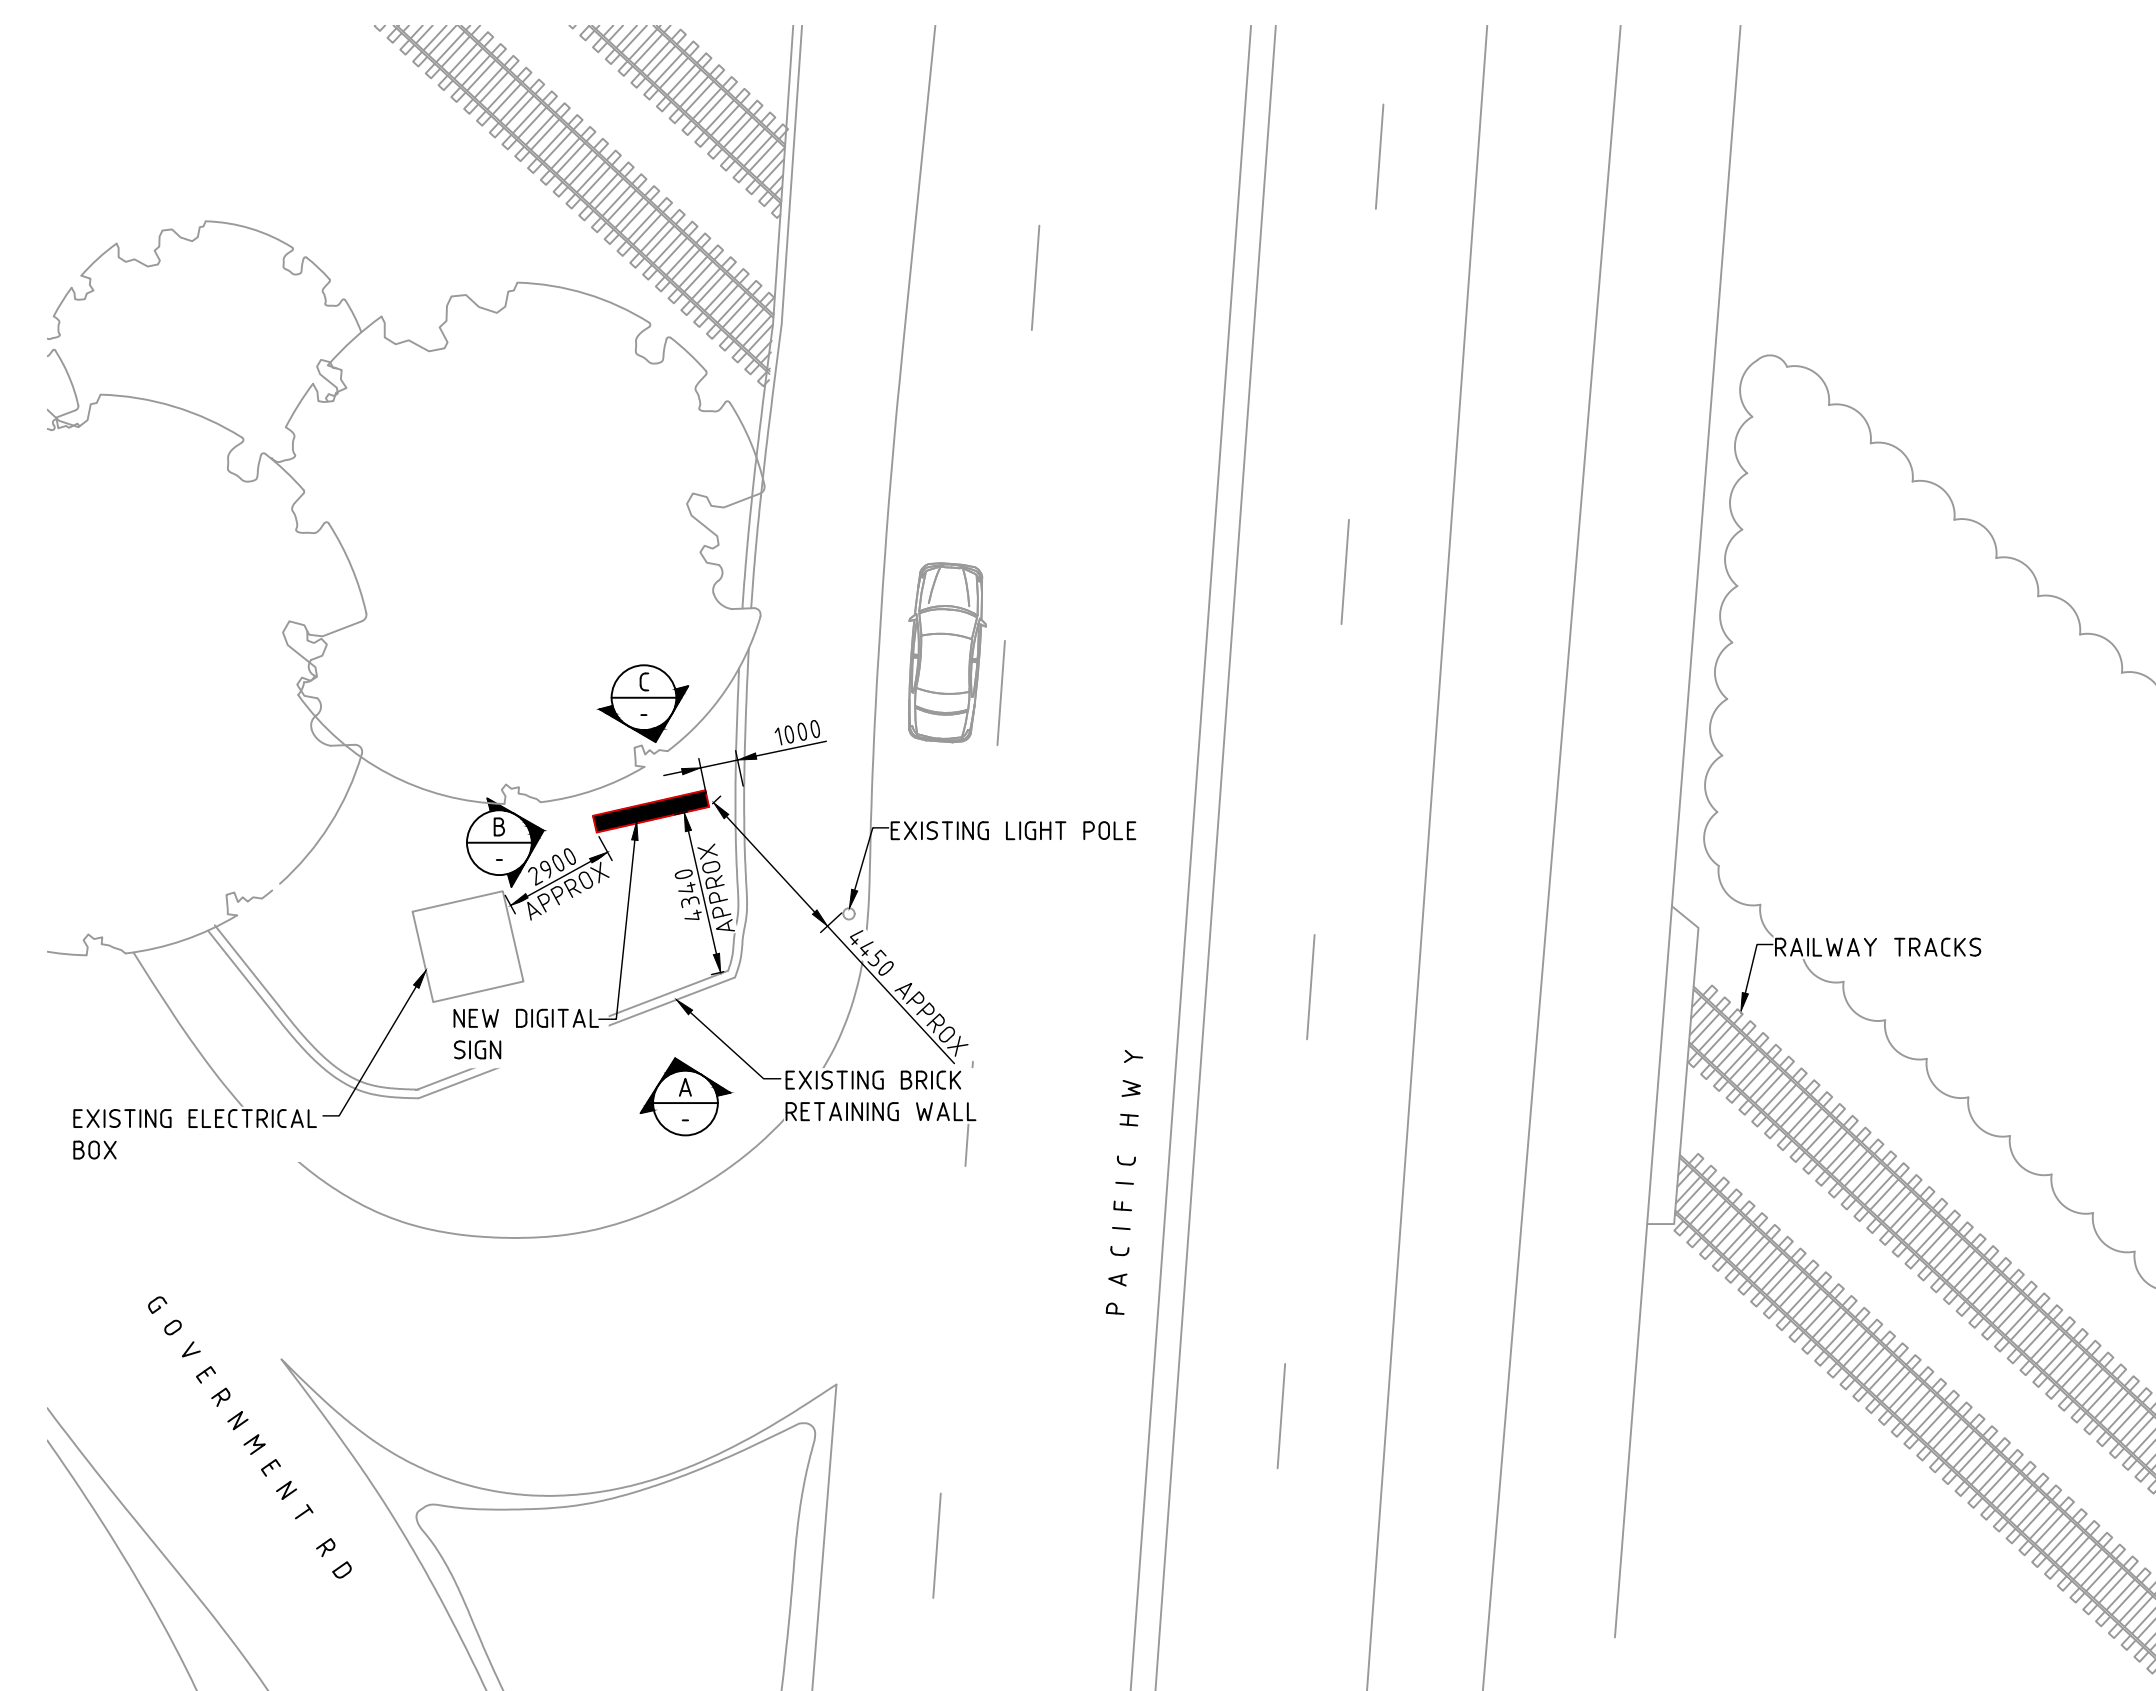 C
-
1000
B
-
2900
APPROX
4340
APPROX
EXISTING LIGHT POLE
4450 APPROX
RAILWAY TRACKS
NEW DIGITAL
SIGN
EXISTING BRICK
RETAINING WALL
A
-
EXISTING ELECTRICAL
BOX
PACIFIC HWY
GOVERNMENT RD